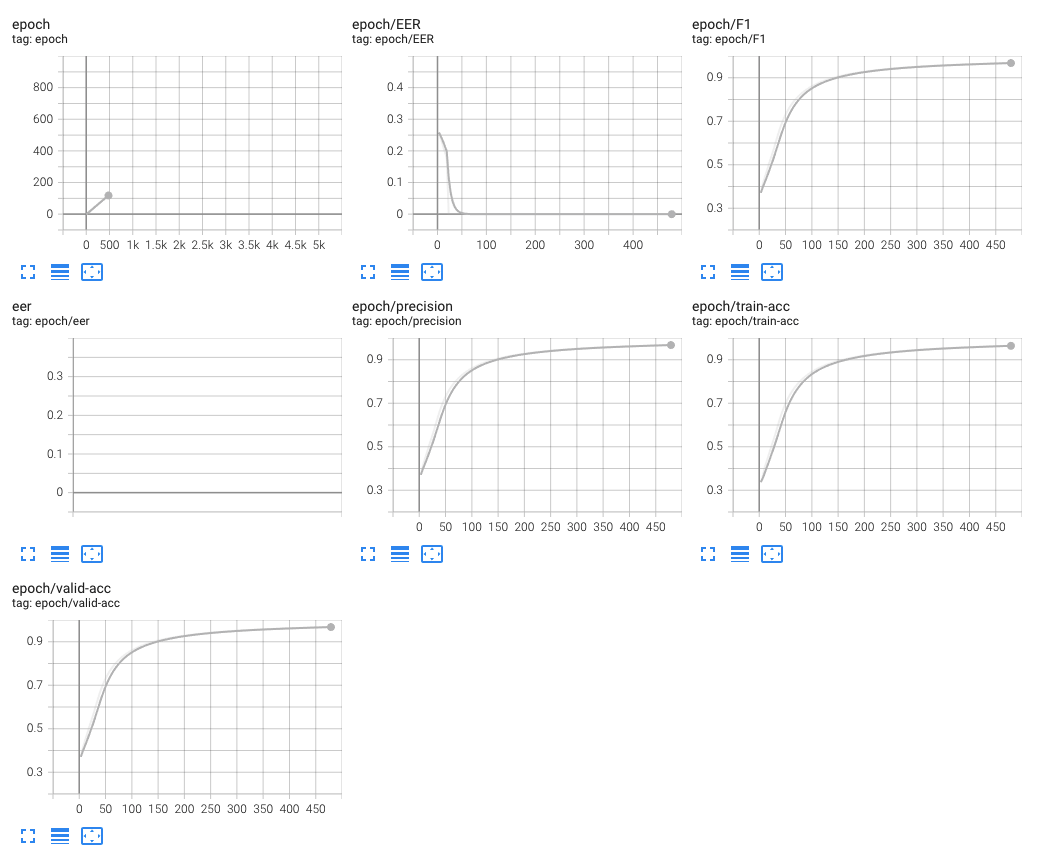 epoch
tag: epoch
800
600
400
200
0
0 500 1k 1.5k 2k 2.5k 3k 3.5k 4k 4.5k 5k
epoch/EER
tag: epoch/EER
0.4
0.3
0.2
0.1
0
0 100 200 300 400
epoch/F1
tag: epoch/F1
0.9
0.7
0.5
0.3
0 50 100 150 200 250 300 350 400 450
eer
tag: epoch/eer
0.3
0.2
0.1
0
epoch/precision
tag: epoch/precision
0.9
0.7
0.5
0.3
0 50 100 150 200 250 300 350 400 450
epoch/train-acc
tag: epoch/train-acc
0.9
0.7
0.5
0.3
0 50 100 150 200 250 300 350 400 450
epoch/valid-acc
tag: epoch/valid-acc
0.9
0.7
0.5
0.3
0 50 100 150 200 250 300 350 400 450